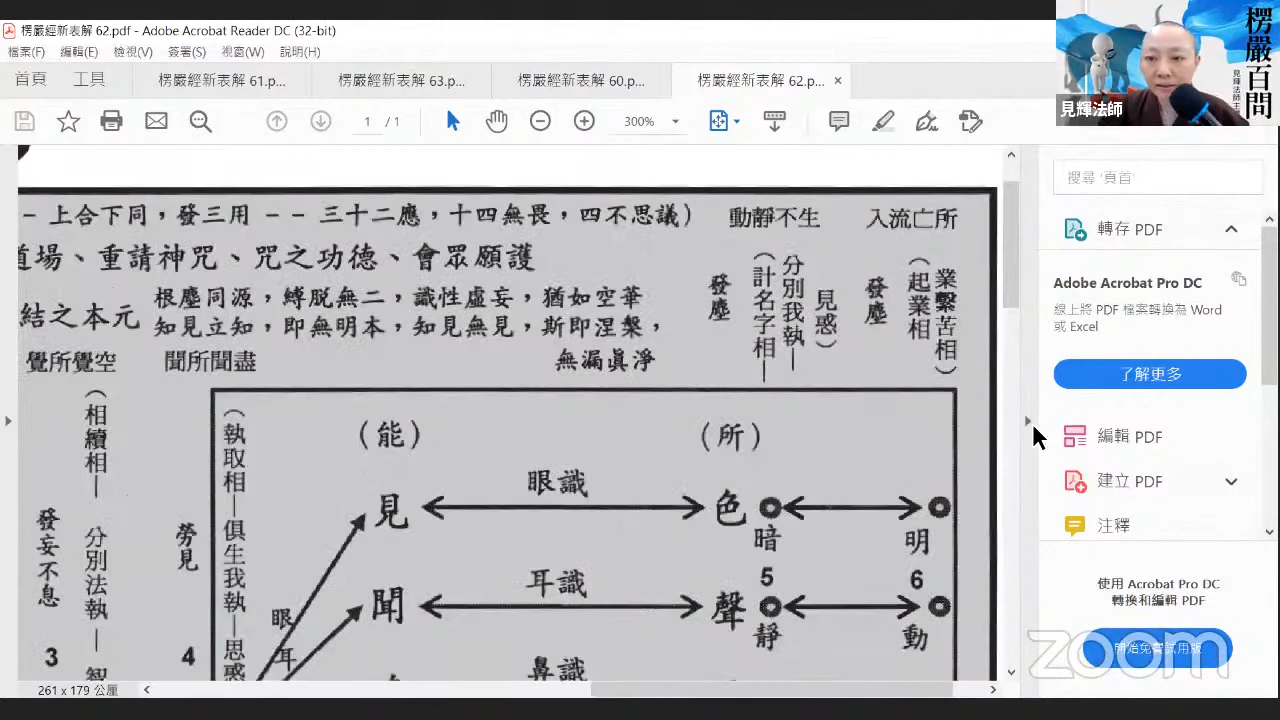 楞嚴經新表解 62.pdf - Adobe Acrobat Reader DC (32-bit)
檔案(F) 編輯(E) 檢視(V) 簽署(S) 視窗(W) 說明(H)
首頁 工具 楞嚴經新表解 61.p... 楞嚴經新表解 63.p... 楞嚴經新表解 60.p... 楞嚴經新表解 62.p... ×
1 / 300%
楞嚴百問
見輝法師主
見輝法師
- 上合下同，發三用 - - 三十二應，十四無畏，四不思議)
道場、重請神咒、咒之功德、會眾願護
結之本元
根塵同源，縛脫無二，識性虛妄，猶如空華
知見立知，即無明本，知見無見，斯即涅槃，
無漏真淨
覺所覺空
聞所聞盡
動靜不生
入流亡所
發塵
(計名字相—
分別我執—
見惑)
發塵
(起業相
業繫苦相)
(相續相— 分別法執— 智
發妄不息
3
勞見
4
(執取相—俱生我執—思惑
(能)
(所)
見 眼識 色
暗 明
5 6
聞 耳識 聲
靜 動
眼
耳
鼻識
261 x 179 公厘
搜尋 '頁首'
轉存 PDF
Adobe Acrobat Pro DC
線上將 PDF 檔案轉換為 Word
或 Excel
了解更多
編輯 PDF
建立 PDF
注釋
使用 Acrobat Pro DC
轉換和編輯 PDF
開始免費試用版
zoom